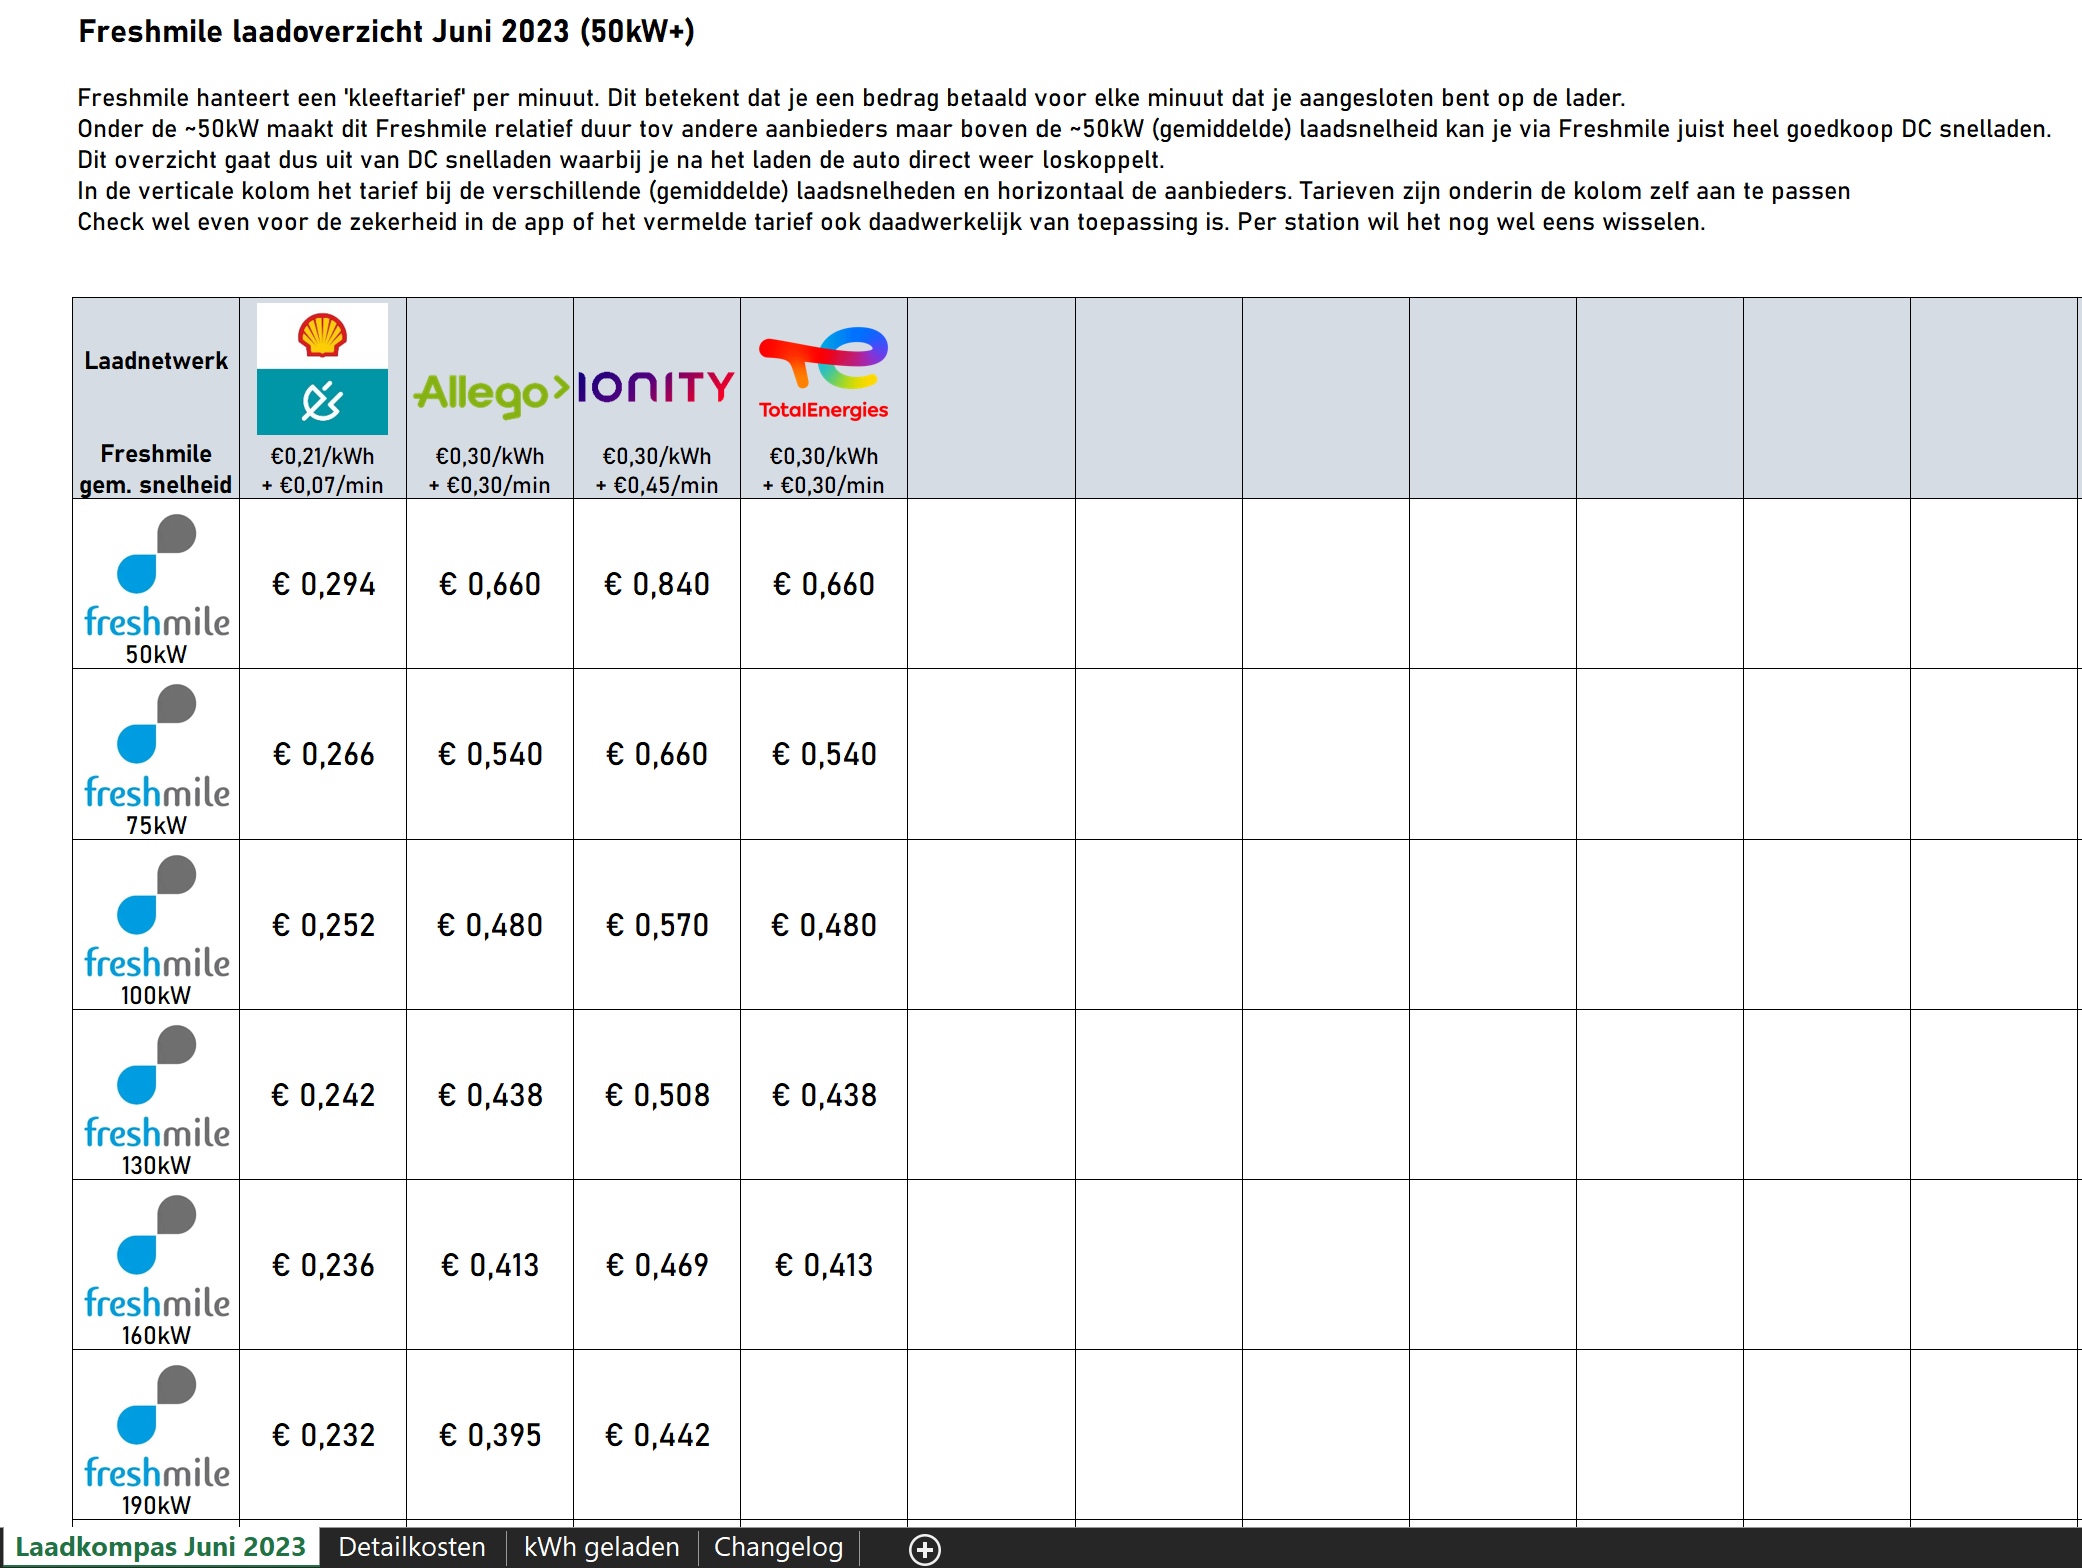 Freshmile laadoverzicht Juni 2023 (50kW+)
Freshmile hanteert een 'kleeftarief' per minuut. Dit betekent dat je een bedrag betaald voor elke minuut dat je aangesloten bent op de lader.
Onder de ~50kW maakt dit Freshmile relatief duur tov andere aanbieders maar boven de ~50kW (gemiddelde) laadsnelheid kan je via Freshmile juist heel goedkoop DC snelladen.
Dit overzicht gaat dus uit van DC snelladen waarbij je na het laden de auto direct weer loskoppelt.
In de verticale kolom het tarief bij de verschillende (gemiddelde) laadsnelheden en horizontaal de aanbieders. Tarieven zijn onderin de kolom zelf aan te passen
Check wel even voor de zekerheid in de app of het vermelde tarief ook daadwerkelijk van toepassing is. Per station wil het nog wel eens wisselen.
Laadnetwerk Allego IONITY TotalEnergies
Freshmile €0,21/kWh €0,30/kWh €0,30/kWh €0,30/kWh
gem. snelheid + €0,07/min + €0,30/min + €0,45/min + €0,30/min
€ 0,294 € 0,660 € 0,840 € 0,660
freshmile
50kW
€ 0,266 € 0,540 € 0,660 € 0,540
freshmile
75kW
€ 0,252 € 0,480 € 0,570 € 0,480
freshmile
100kW
€ 0,242 € 0,438 € 0,508 € 0,438
freshmile
130kW
€ 0,236 € 0,413 € 0,469 € 0,413
freshmile
160kW
€ 0,232 € 0,395 € 0,442
freshmile
190kW
Laadkompas Juni 2023 Detailkosten kWh geladen Changelog